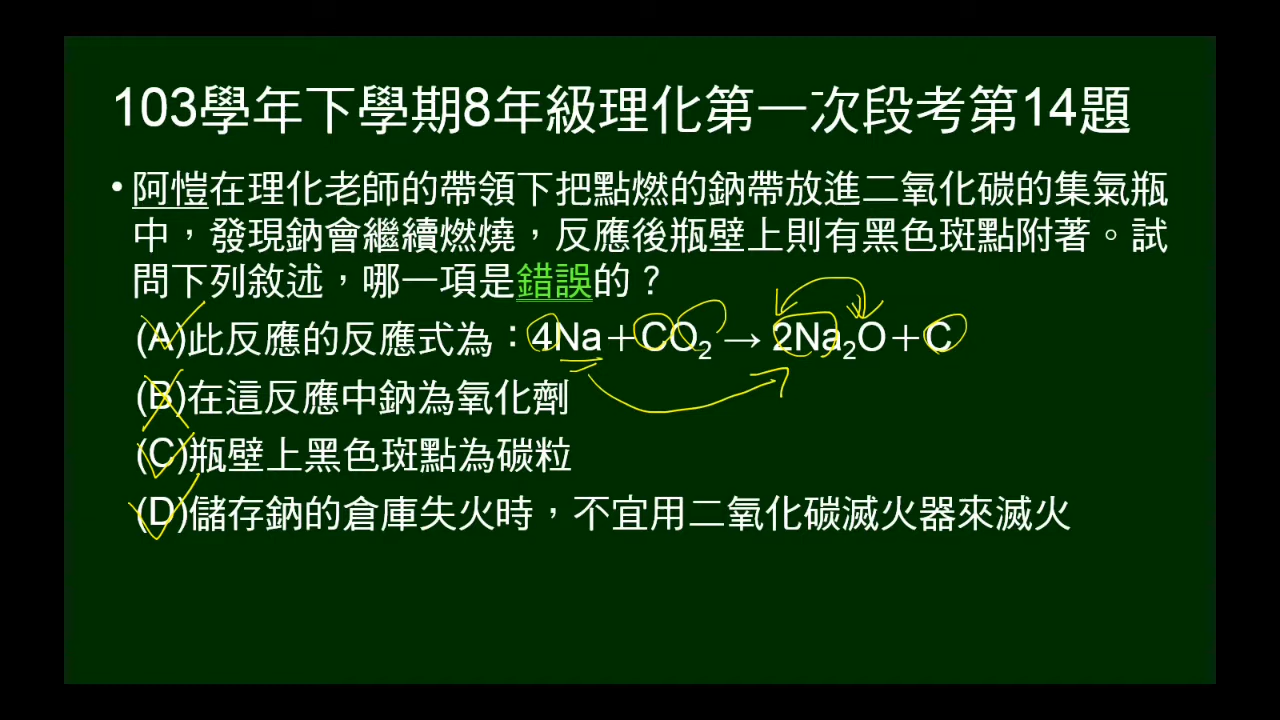 103學年下學期8年級理化第一次段考第14題
•阿愷在理化老師的帶領下把點燃的鈉帶放進二氧化碳的集氣瓶
中，發現鈉會繼續燃燒，反應後瓶壁上則有黑色斑點附著。試
問下列敘述，哪一項是錯誤的？
(A)此反應的反應式為：4Na＋CO₂→2Na₂O＋C
(B)在這反應中鈉為氧化劑
(C)瓶壁上黑色斑點為碳粒
(D)儲存鈉的倉庫失火時，不宜用二氧化碳滅火器來滅火